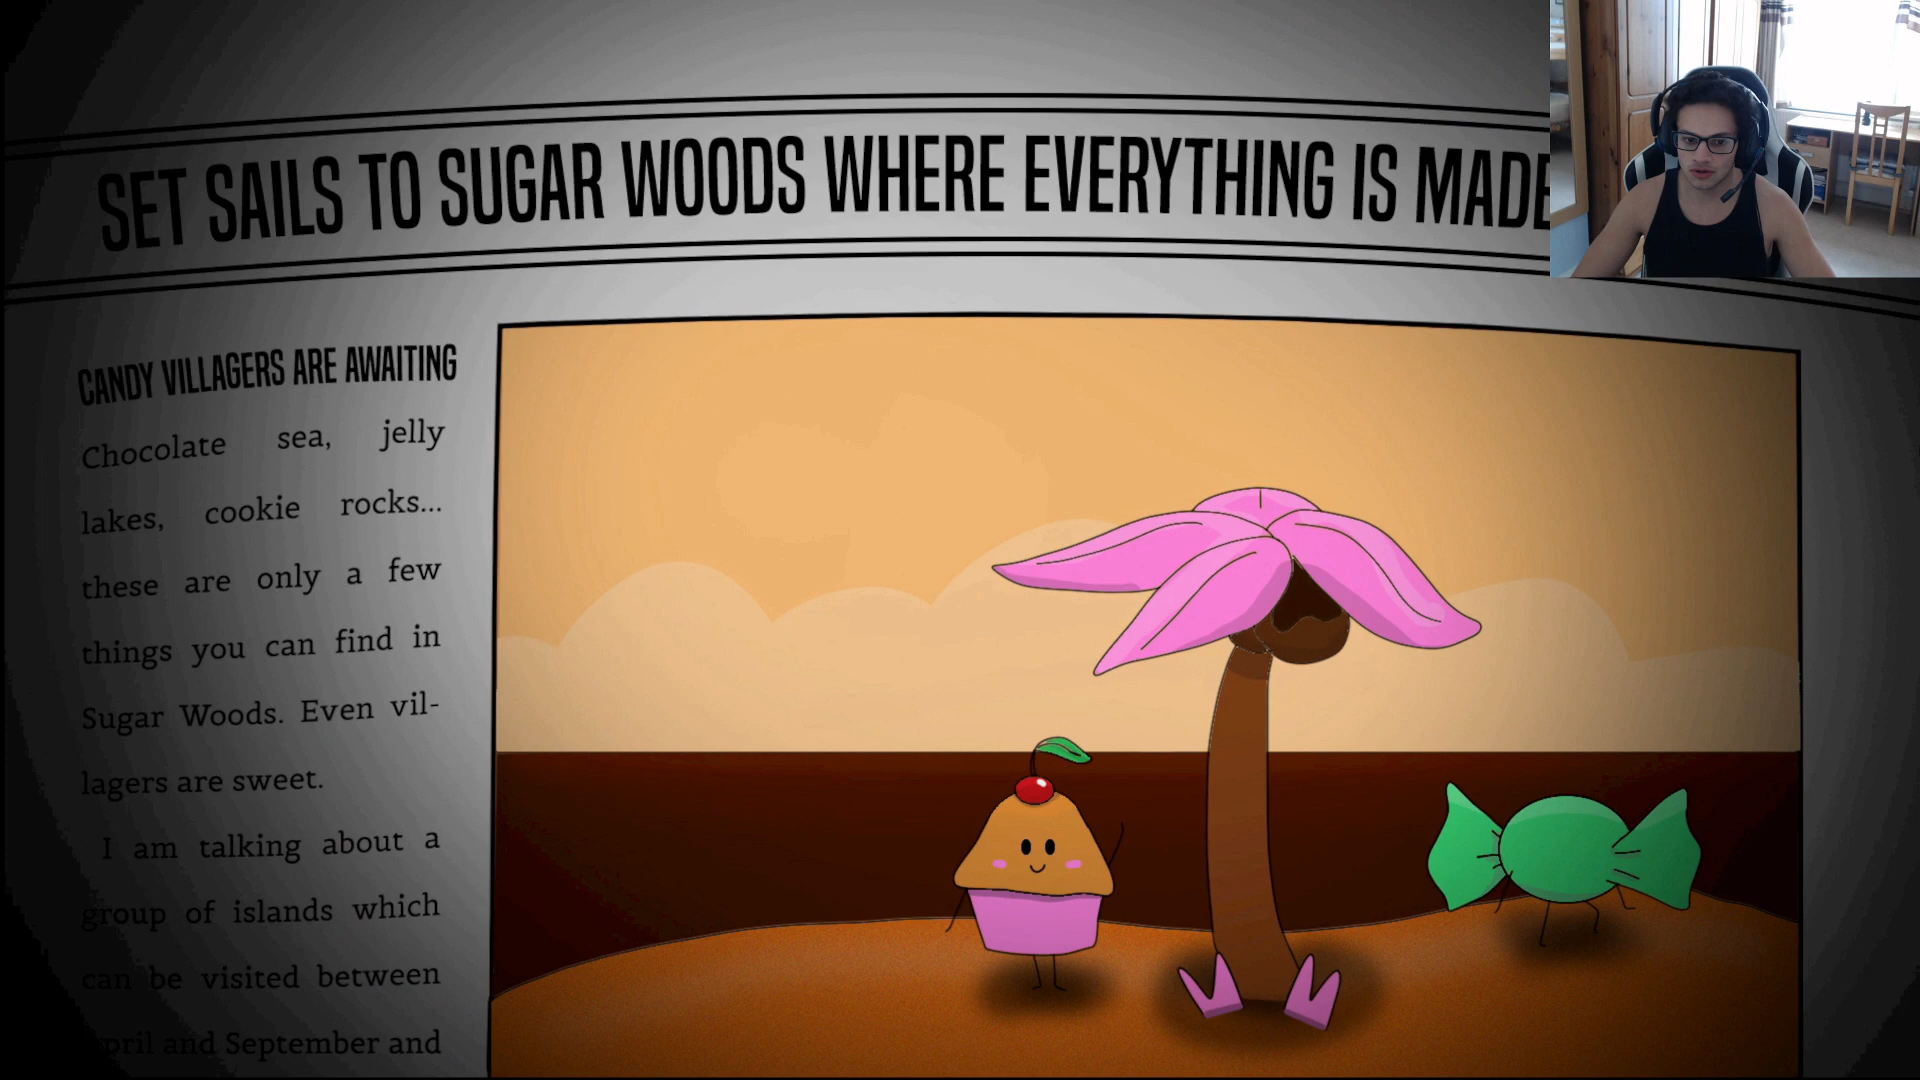 SET SAILS TO SUGAR WOODS WHERE EVERYTHING IS MADE
CANDY VILLAGERS ARE AWAITING
Chocolate sea, jelly
lakes, cookie rocks...
these are only a few
things you can find in
Sugar Woods. Even vil-
lagers are sweet.
I am talking about a
group of islands which
can be visited between
April and September and